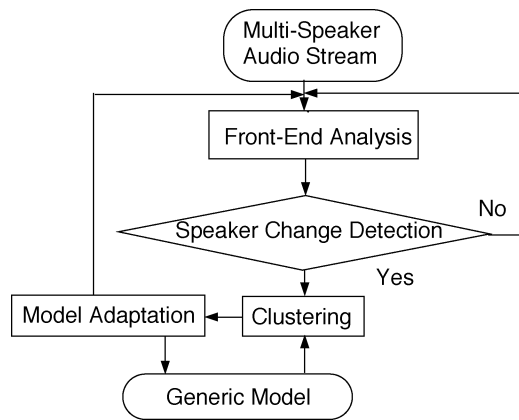 Multi-Speaker
Audio Stream
Front-End Analysis
Speaker Change Detection
No
Yes
Model Adaptation
Clustering
Generic Model